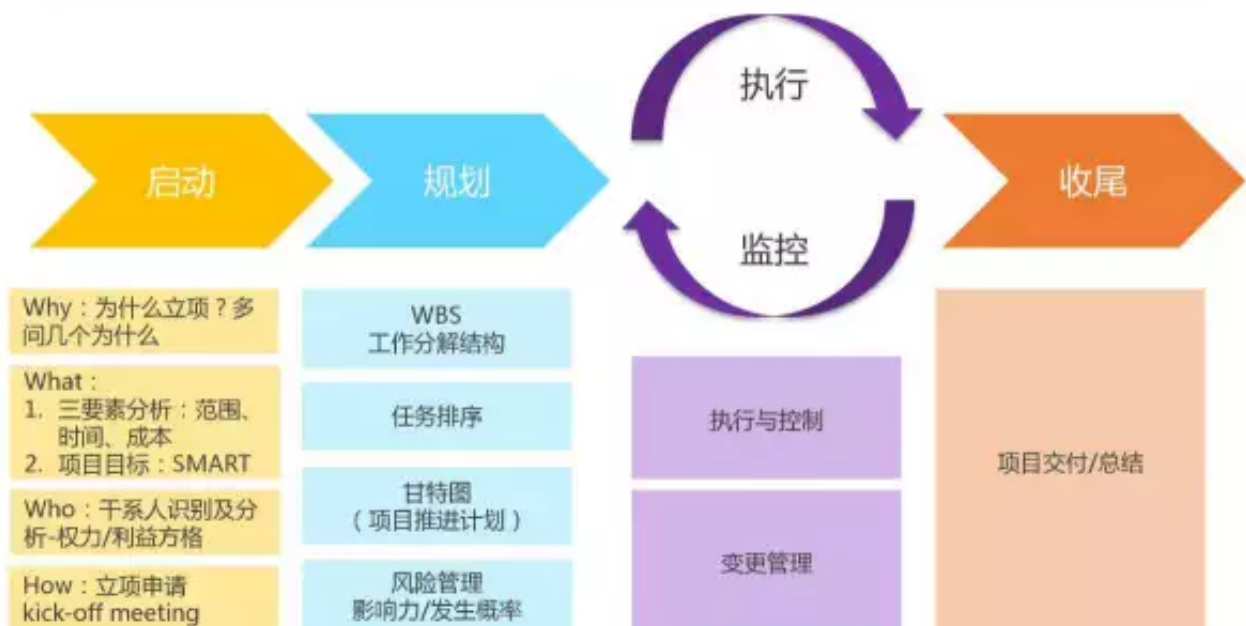 启动
规划
执行
监控
收尾
Why：为什么立项？多
问几个为什么
What：
1. 三要素分析：范围、
时间、成本
2. 项目目标：SMART
Who：干系人识别及分
析-权力/利益方格
How：立项申请
kick-off meeting
WBS
工作分解结构
任务排序
甘特图
（项目推进计划）
风险管理
影响力/发生概率
执行与控制
变更管理
项目交付/总结